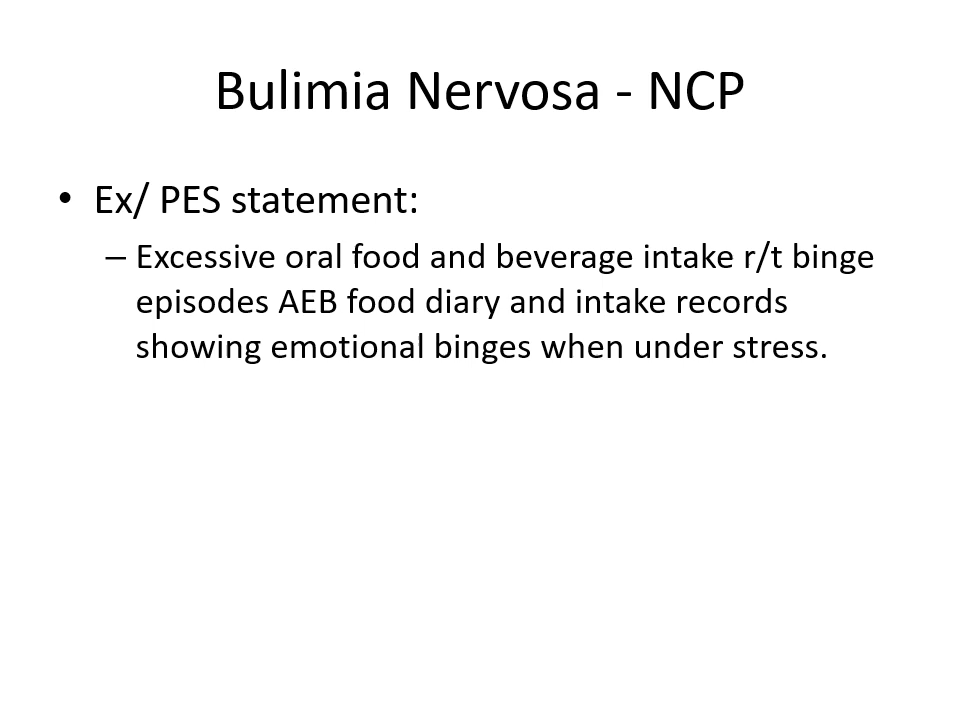 Bulimia Nervosa - NCP
• Ex/ PES statement:
– Excessive oral food and beverage intake r/t binge
episodes AEB food diary and intake records
showing emotional binges when under stress.